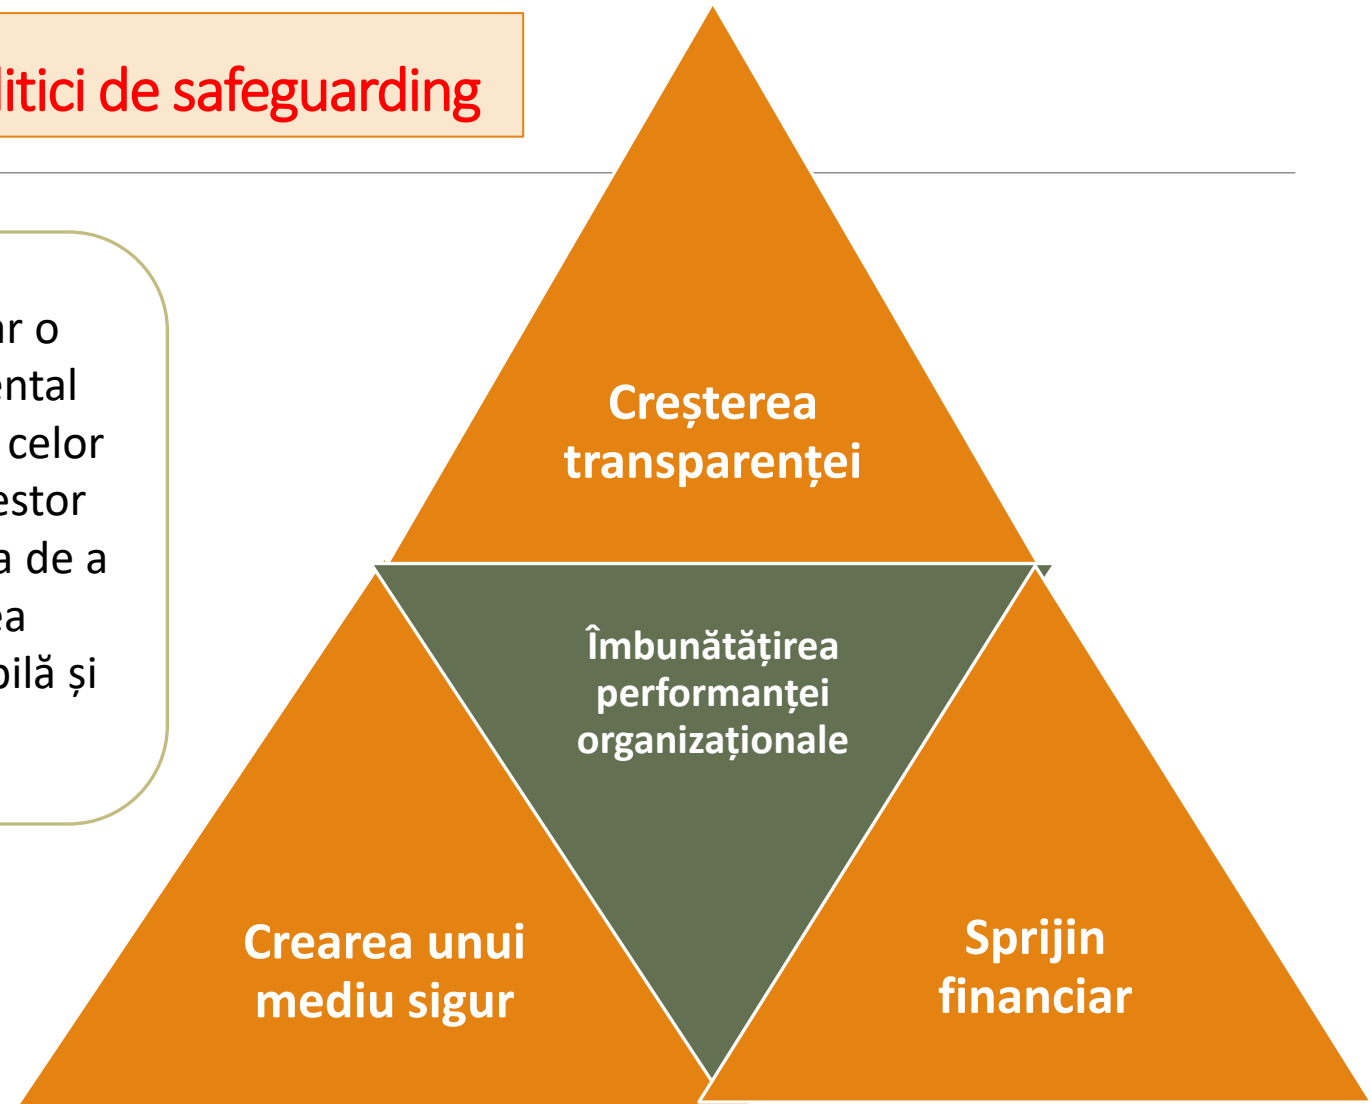 litici de safeguarding
ar o
ental
celor
estor
a de a
ea
bilă și
Creșterea
transparenței
Îmbunătățirea
performanței
organizaționale
Crearea unui
mediu sigur
Sprijin
financiar